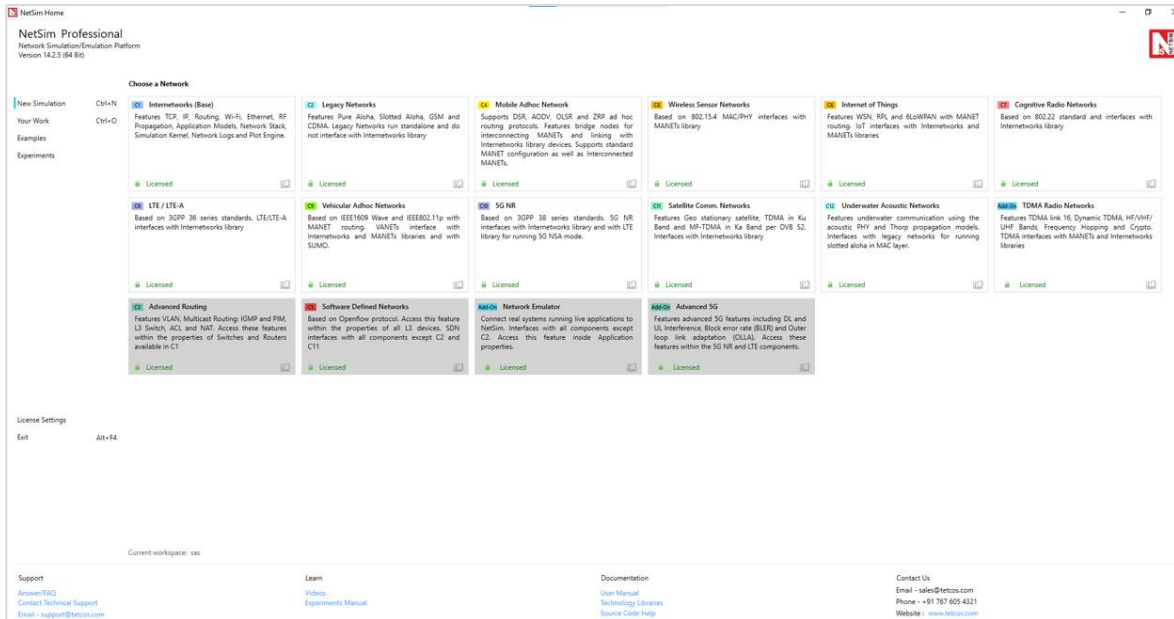 NetSim Home
NetSim Professional
Network Simulation/Emulation Platform
Version 14.2.5 (64 Bit)
NETSIM
Choose a Network
New Simulation Ctrl+N
Your Work Ctrl+O
Examples
Experiments
C1 Internetworks (Base)
Features TCP, IP, Routing, Wi-Fi, Ethernet, RF
Propagation, Application Models, Network Stack,
Simulation Kernel, Network Logs and Plot Engine.
Licensed
C2 Legacy Networks
Features Pure Aloha, Slotted Aloha, GSM and
CDMA. Legacy Networks run standalone and do
not interface with Internetworks library
Licensed
C4 Mobile Adhoc Network
Supports DSR, AODV, OLSR and ZRP ad hoc
routing protocols. Features bridge nodes for
interconnecting MANETs and linking with
Internetworks library devices. Supports standard
MANET configuration as well as Interconnected
MANETs.
Licensed
C6 Wireless Sensor Networks
Based on 802.15.4 MAC/PHY interfaces with
MANETs library
Licensed
C6 Internet of Things
Features WSN, RPL and 6LoWPAN with MANET
routing. IoT interfaces with Internetworks and
MANETs libraries
Licensed
C7 Cognitive Radio Networks
Based on 802.22 standard and interfaces with
Internetworks library
Licensed
C8 LTE / LTE-A
Based on 3GPP 36 series standards. LTE/LTE-A
interfaces with Internetworks library
Licensed
C9 Vehicular Adhoc Networks
Based on IEEE1609 Wave and IEEE802.11p with
MANET routing. VANETs interface with
Internetworks and MANETs libraries and with
SUMO.
Licensed
C10 5G NR
Based on 3GPP 38 series standards. 5G NR
interfaces with Internetworks library and with LTE
library for running 5G NSA mode.
Licensed
C11 Satellite Comm. Networks
Features Geo stationary satellite, TDMA in Ku
Band and MF-TDMA in Ka Band per DVB S2.
Interfaces with Internetworks library
Licensed
C12 Underwater Acoustic Networks
Features underwater communication using the
acoustic PHY and Thorp propagation models.
Interfaces with legacy networks for running
slotted aloha in MAC layer.
Licensed
Add-On TDMA Radio Networks
Features TDMA link 16, Dynamic TDMA, HF/VHF/
UHF Bands, Frequency Hopping and Crypto.
TDMA interfaces with MANETs and Internetworks
libraries
Licensed
C3 Advanced Routing
Features VLAN, Multicast Routing: IGMP and PIM,
L3 Switch, ACL and NAT. Access these features
within the properties of Switches and Routers
available in C1
Licensed
C5 Software Defined Networks
Based on Openflow protocol. Access this feature
within the properties of all L3 devices. SDN
interfaces with all components except C2 and
C11
Licensed
Add-On Network Emulator
Connect real systems running live applications to
NetSim. Interfaces with all components except
C2. Access this feature inside Application
properties.
Licensed
Add-On Advanced 5G
Features advanced 5G features including DL and
UL Interference, Block error rate (BLER) and Outer
loop link adaptation (OLLA). Access these
features within the 5G NR and LTE components.
Licensed
License Settings
Exit Alt+F4
Current workspace: sas
Support
Answer/FAQ
Contact Technical Support
Email - support@tetcos.com
Learn
Videos
Experiments Manual
Documentation
User Manual
Technology Libraries
Source Code Help
Contact Us
Email - sales@tetcos.com
Phone - +91 767 605 4321
Website : www.tetcos.com